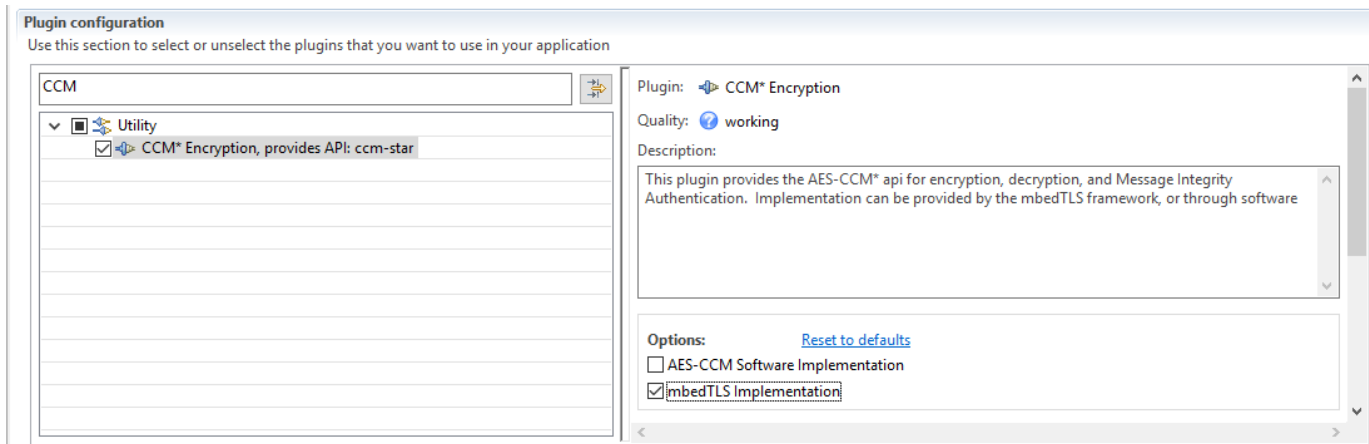 Plugin configuration
Use this section to select or unselect the plugins that you want to use in your application
CCM
Utility
CCM* Encryption, provides API: ccm-star
Plugin: CCM* Encryption
Quality: working
Description:
This plugin provides the AES-CCM* api for encryption, decryption, and Message Integrity
Authentication. Implementation can be provided by the mbedTLS framework, or through software
Options: Reset to defaults
AES-CCM Software Implementation
mbedTLS Implementation